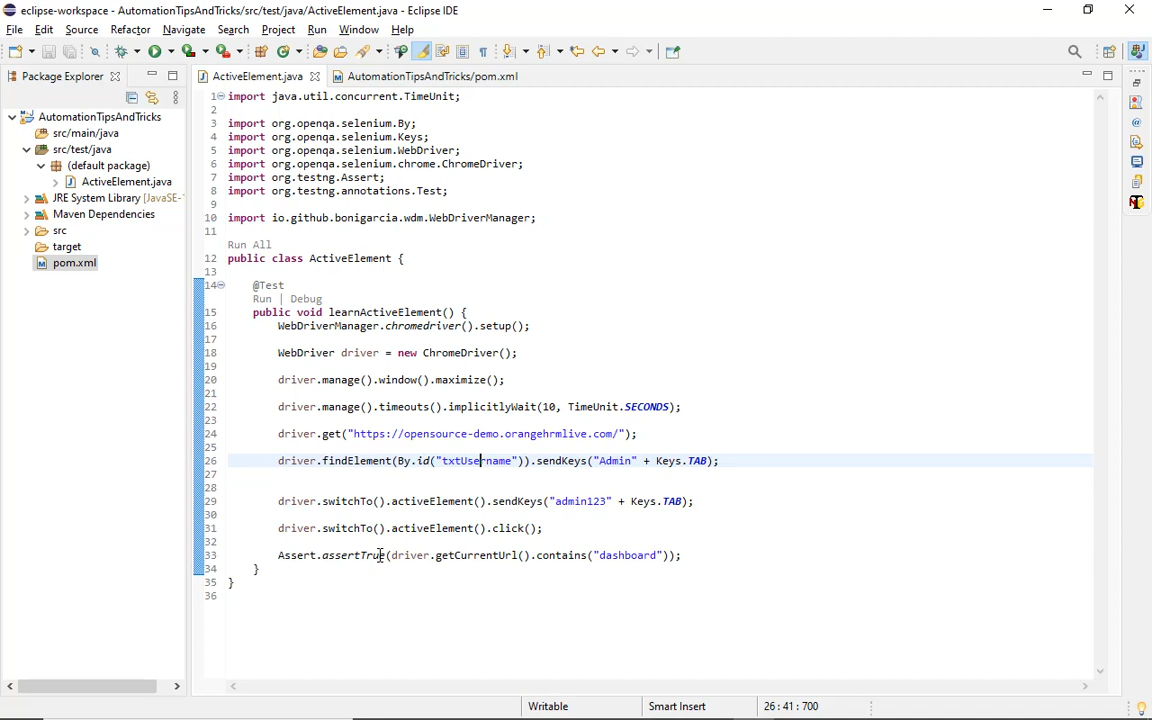 eclipse-workspace - AutomationTipsAndTricks/src/test/java/ActiveElement.java - Eclipse IDE
File Edit Source Refactor Navigate Search Project Run Window Help
Package Explorer
ActiveElement.java
AutomationTipsAndTricks/pom.xml
AutomationTipsAndTricks
src/main/java
src/test/java
(default package)
ActiveElement.java
JRE System Library [JavaSE-
Maven Dependencies
src
target
pom.xml
1 import java.util.concurrent.TimeUnit;
2
3 import org.openqa.selenium.By;
4 import org.openqa.selenium.Keys;
5 import org.openqa.selenium.WebDriver;
6 import org.openqa.selenium.chrome.ChromeDriver;
7 import org.testng.Assert;
8 import org.testng.annotations.Test;
9
10 import io.github.bonigarcia.wdm.WebDriverManager;
11
Run All
12 public class ActiveElement {
13
14 @Test
Run | Debug
15 public void learnActiveElement() {
16 WebDriverManager.chromedriver().setup();
17
18 WebDriver driver = new ChromeDriver();
19
20 driver.manage().window().maximize();
21
22 driver.manage().timeouts().implicitlyWait(10, TimeUnit.SECONDS);
23
24 driver.get("https://opensource-demo.orangehrmlive.com/");
25
26 driver.findElement(By.id("txtUsername")).sendKeys("Admin" + Keys.TAB);
27
28
29 driver.switchTo().activeElement().sendKeys("admin123" + Keys.TAB);
30
31 driver.switchTo().activeElement().click();
32
33 Assert.assertTrue(driver.getCurrentUrl().contains("dashboard"));
34 }
35 }
36
Writable Smart Insert 26 : 41 : 700